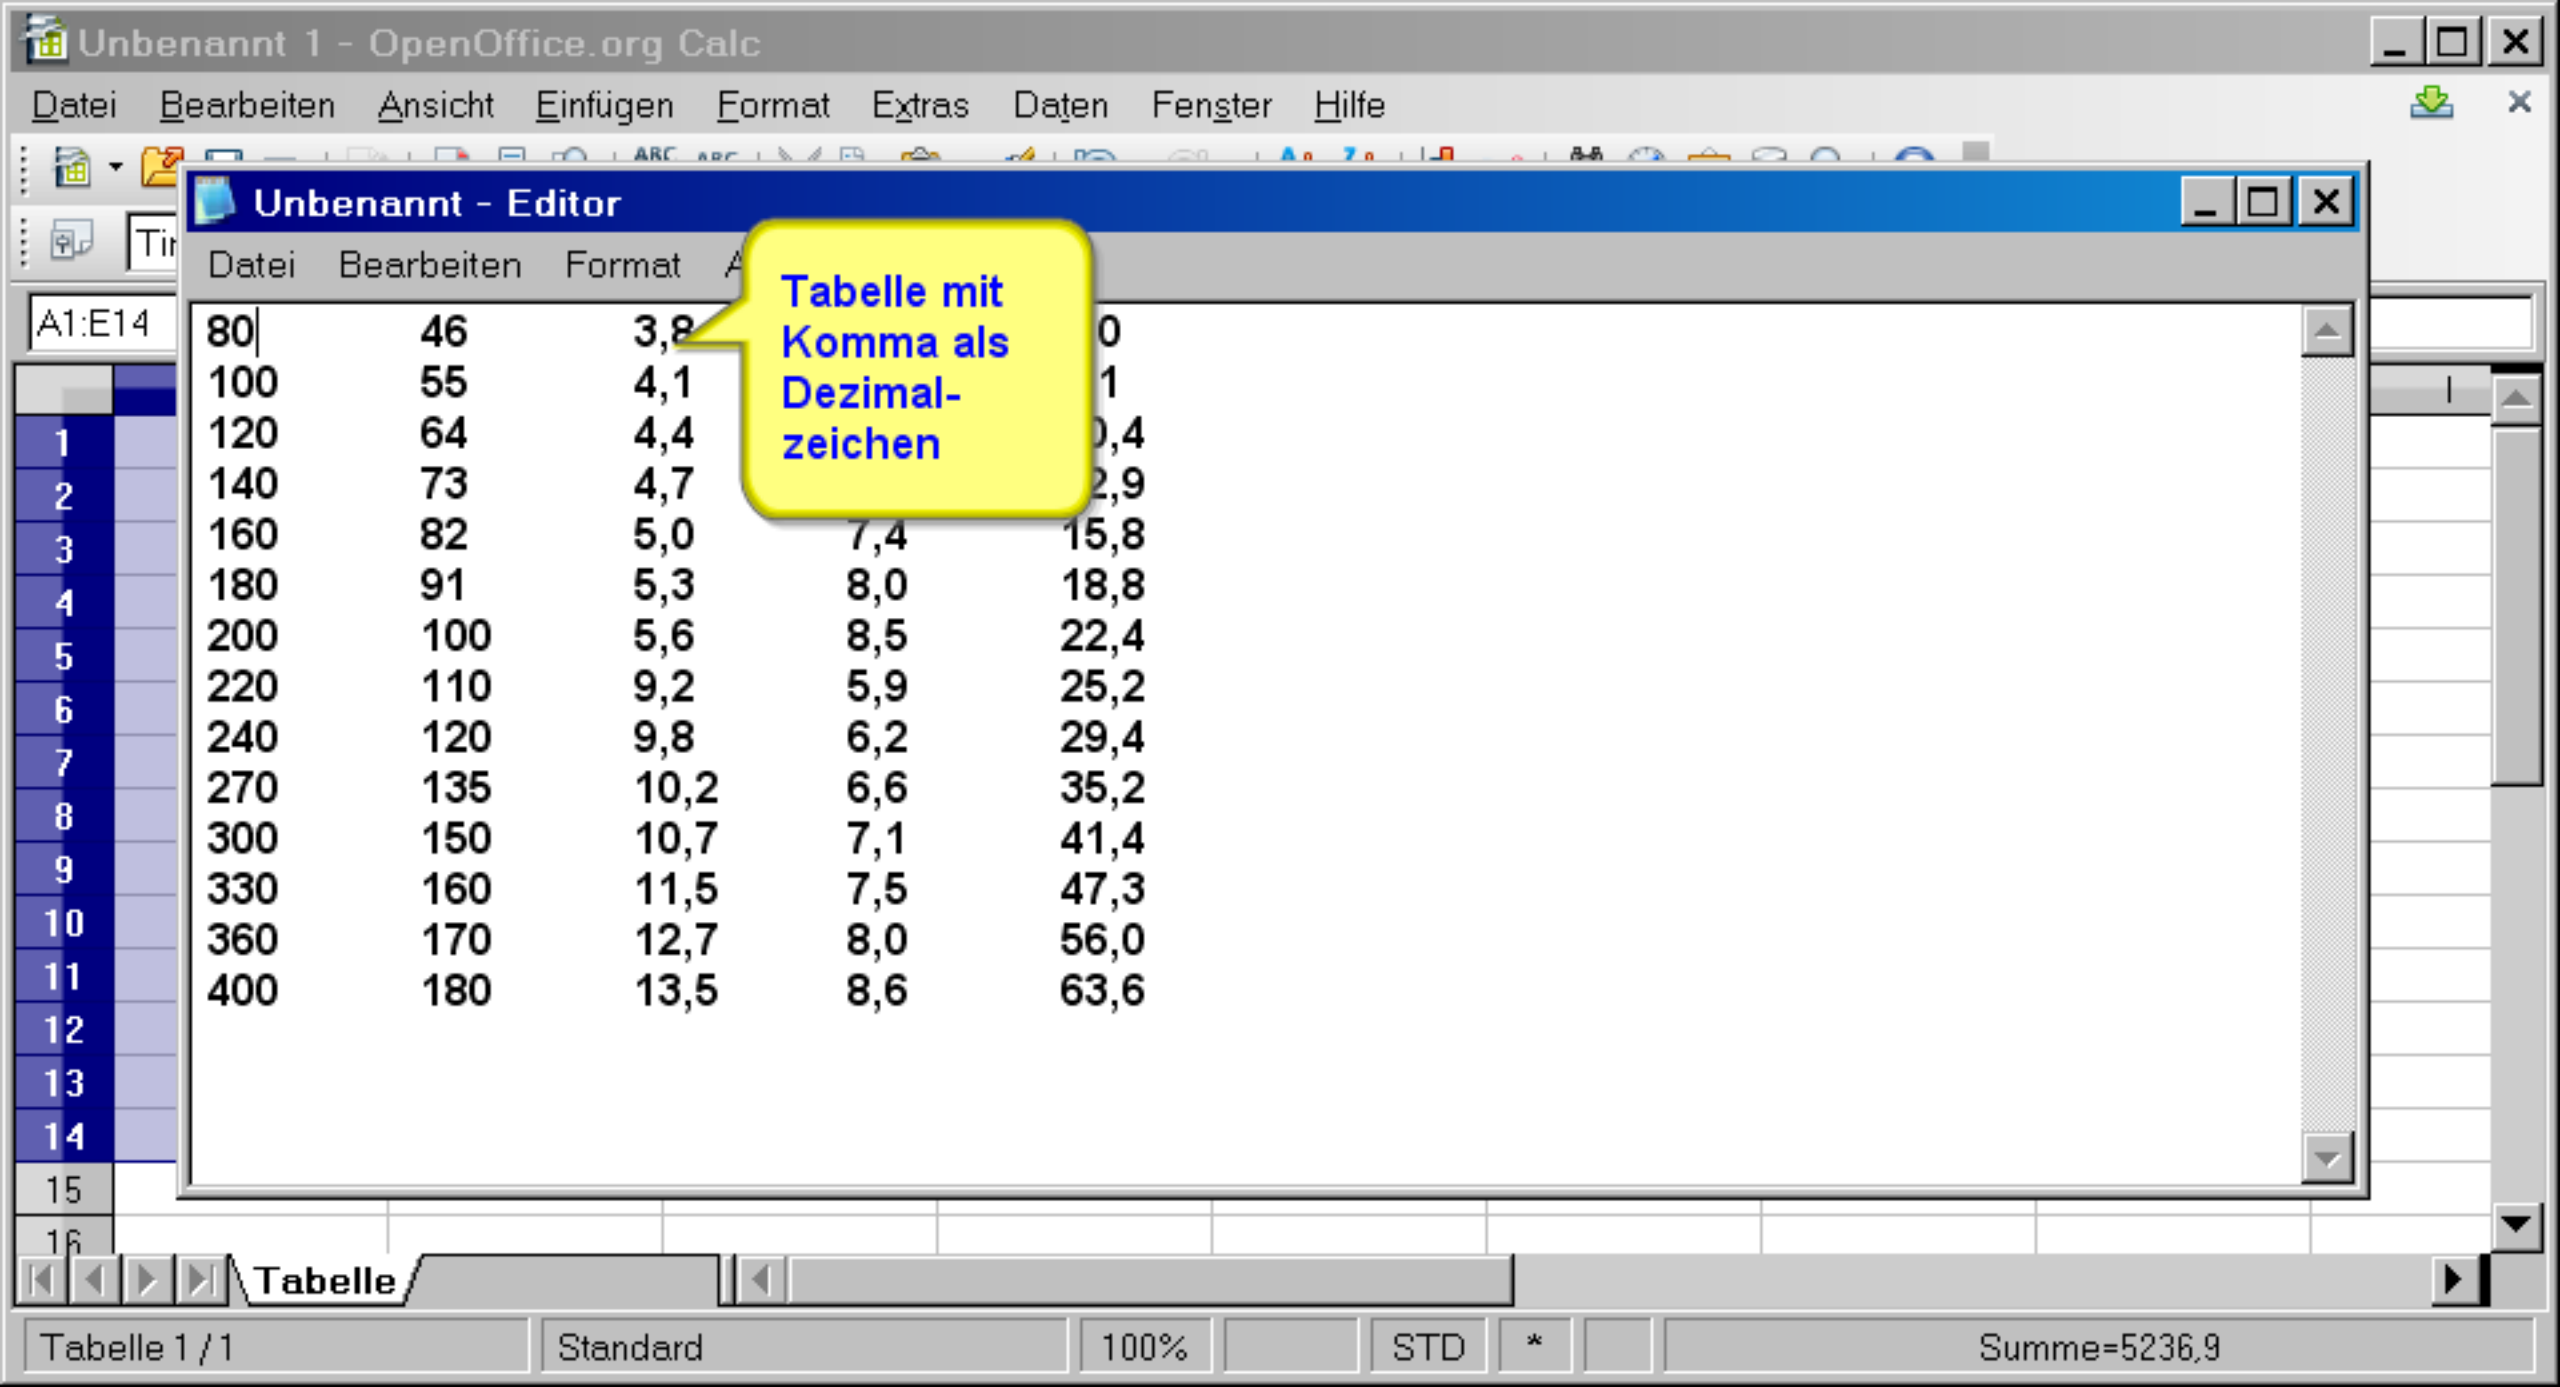 Unbenannt 1 - OpenOffice.org Calc
Datei Bearbeiten Ansicht Einfügen Format Extras Daten Fenster Hilfe
Unbenannt - Editor
Datei Bearbeiten Format
A1:E14
Tabelle mit
Komma als
Dezimal-
zeichen
80 46 3,8
100 55 4,1
120 64 4,4
140 73 4,7
160 82 5,0 7,4 15,8
180 91 5,3 8,0 18,8
200 100 5,6 8,5 22,4
220 110 9,2 5,9 25,2
240 120 9,8 6,2 29,4
270 135 10,2 6,6 35,2
300 150 10,7 7,1 41,4
330 160 11,5 7,5 47,3
360 170 12,7 8,0 56,0
400 180 13,5 8,6 63,6
1
2
3
4
5
6
7
8
9
10
11
12
13
14
15
16
Tabelle
Tabelle 1 / 1 Standard 100% STD * Summe=5236,9